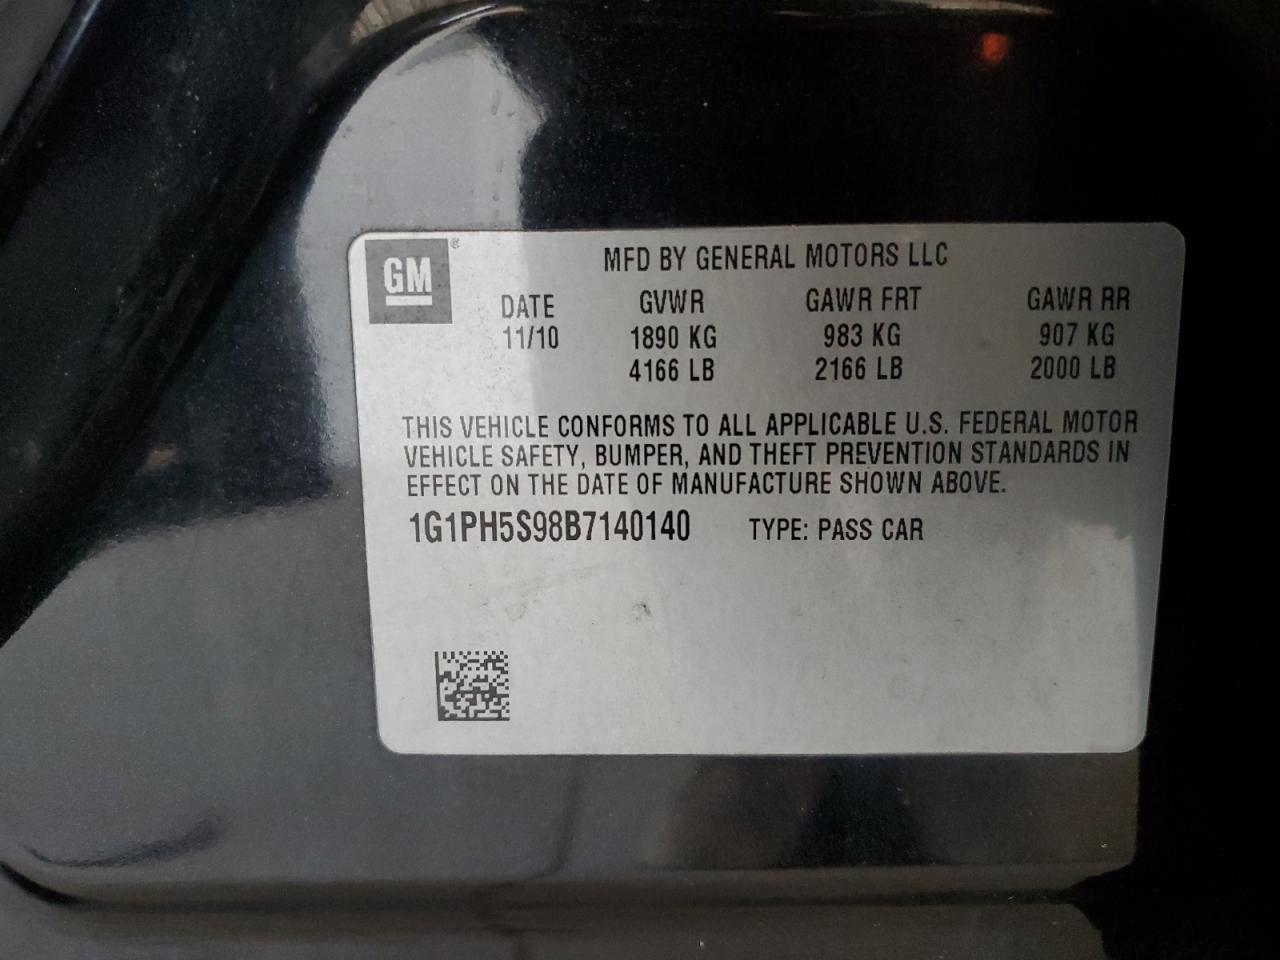 GM®
MFD BY GENERAL MOTORS LLC
DATE GVWR GAWR FRT GAWR RR
11/10 1890 KG 983 KG 907 KG
4166 LB 2166 LB 2000 LB
THIS VEHICLE CONFORMS TO ALL APPLICABLE U.S. FEDERAL MOTOR
VEHICLE SAFETY, BUMPER, AND THEFT PREVENTION STANDARDS IN
EFFECT ON THE DATE OF MANUFACTURE SHOWN ABOVE.
1G1PH5S98B7140140 TYPE: PASS CAR